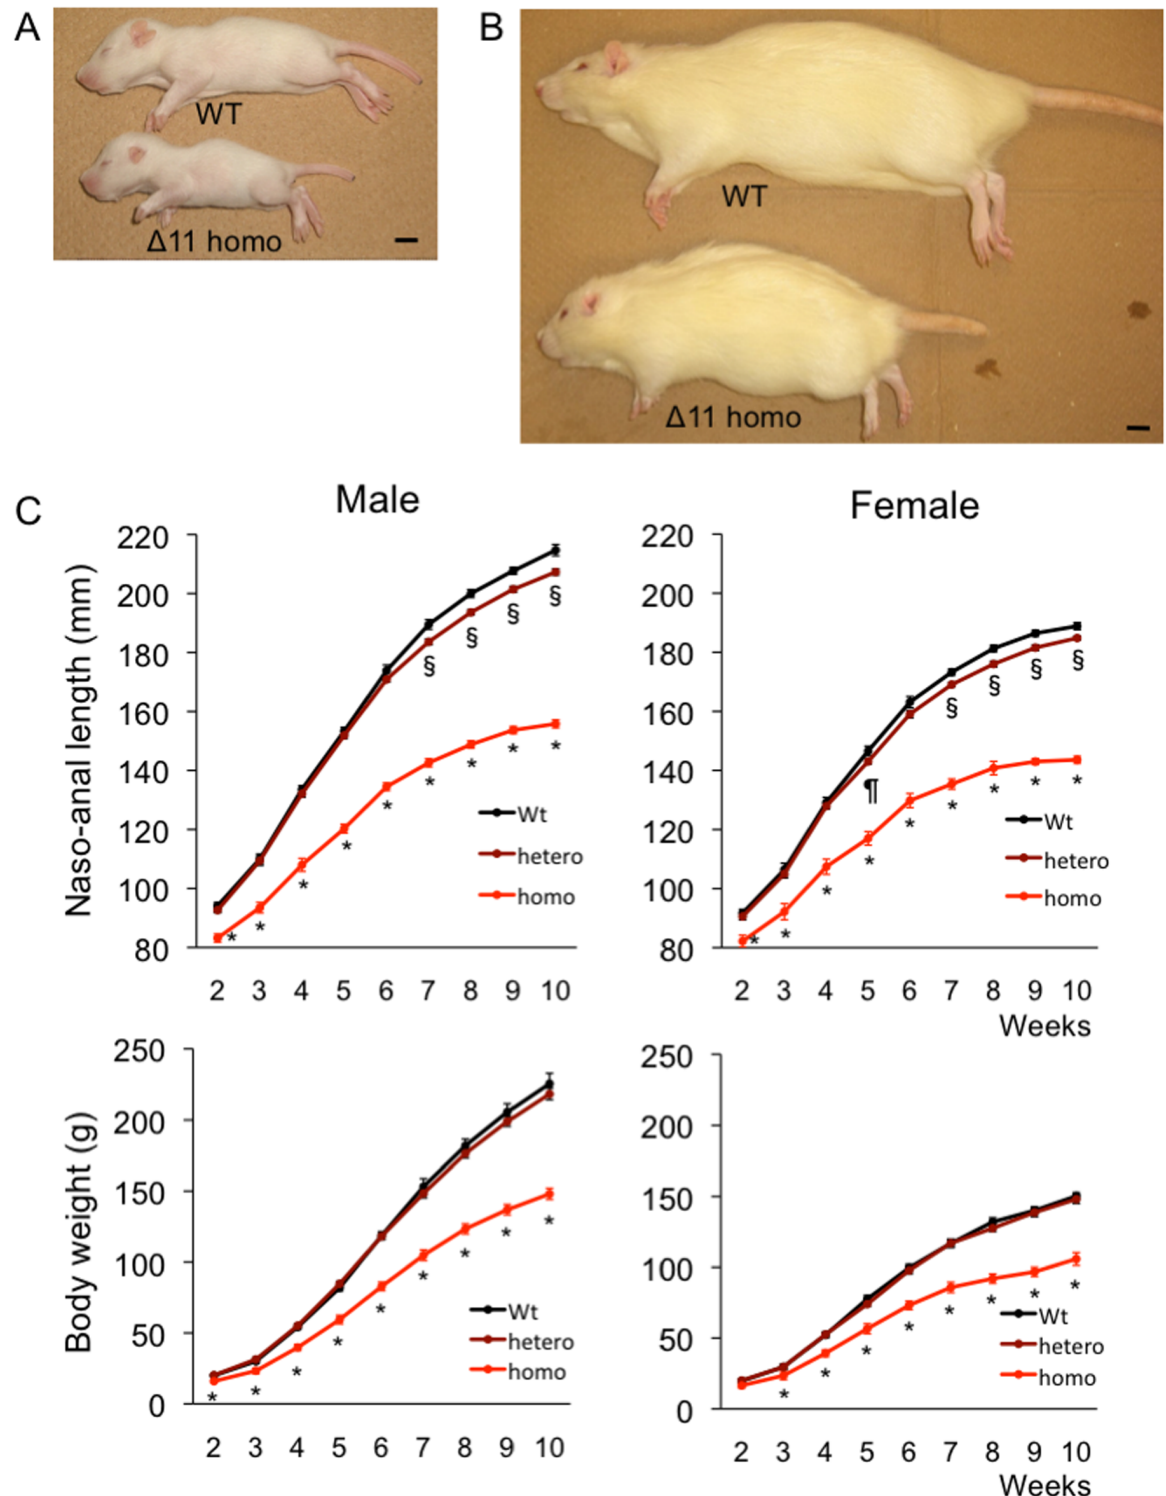 A
WT
Δ11 homo
B
WT
Δ11 homo
C
Male
Naso-anal length (mm)
220
200
180
160
140
120
100
80
§ § § §
* * * * * * * * *
Wt
hetero
homo
2 3 4 5 6 7 8 9 10
Female
220
200
180
160
140
120
100
80
¶ § § § §
* * * * * * * * *
Wt
hetero
homo
2 3 4 5 6 7 8 9 10
Weeks
Body weight (g)
250
200
150
100
50
0
* * * * * * * * *
Wt
hetero
homo
2 3 4 5 6 7 8 9 10
250
200
150
100
50
0
* * * * * * * *
Wt
hetero
homo
2 3 4 5 6 7 8 9 10
Weeks